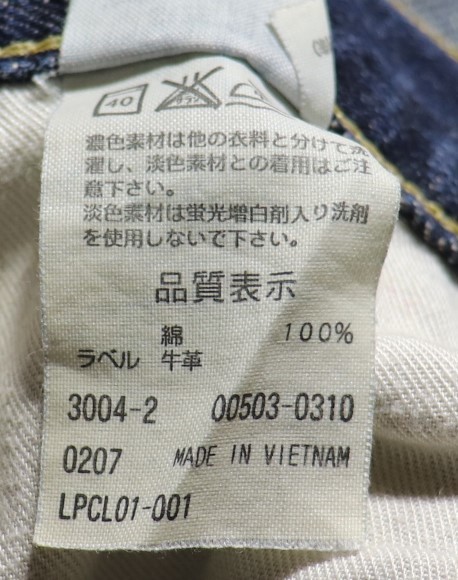 40
濃色素材は他の衣料と分けて洗
濯し、淡色素材との着用はご注
意下さい。
淡色素材は蛍光増白剤入り洗剤
を使用しないで下さい。
品質表示
綿 100%
ラベル 牛革
3004-2 00503-0310
0207 MADE IN VIETNAM
LPCL01-001